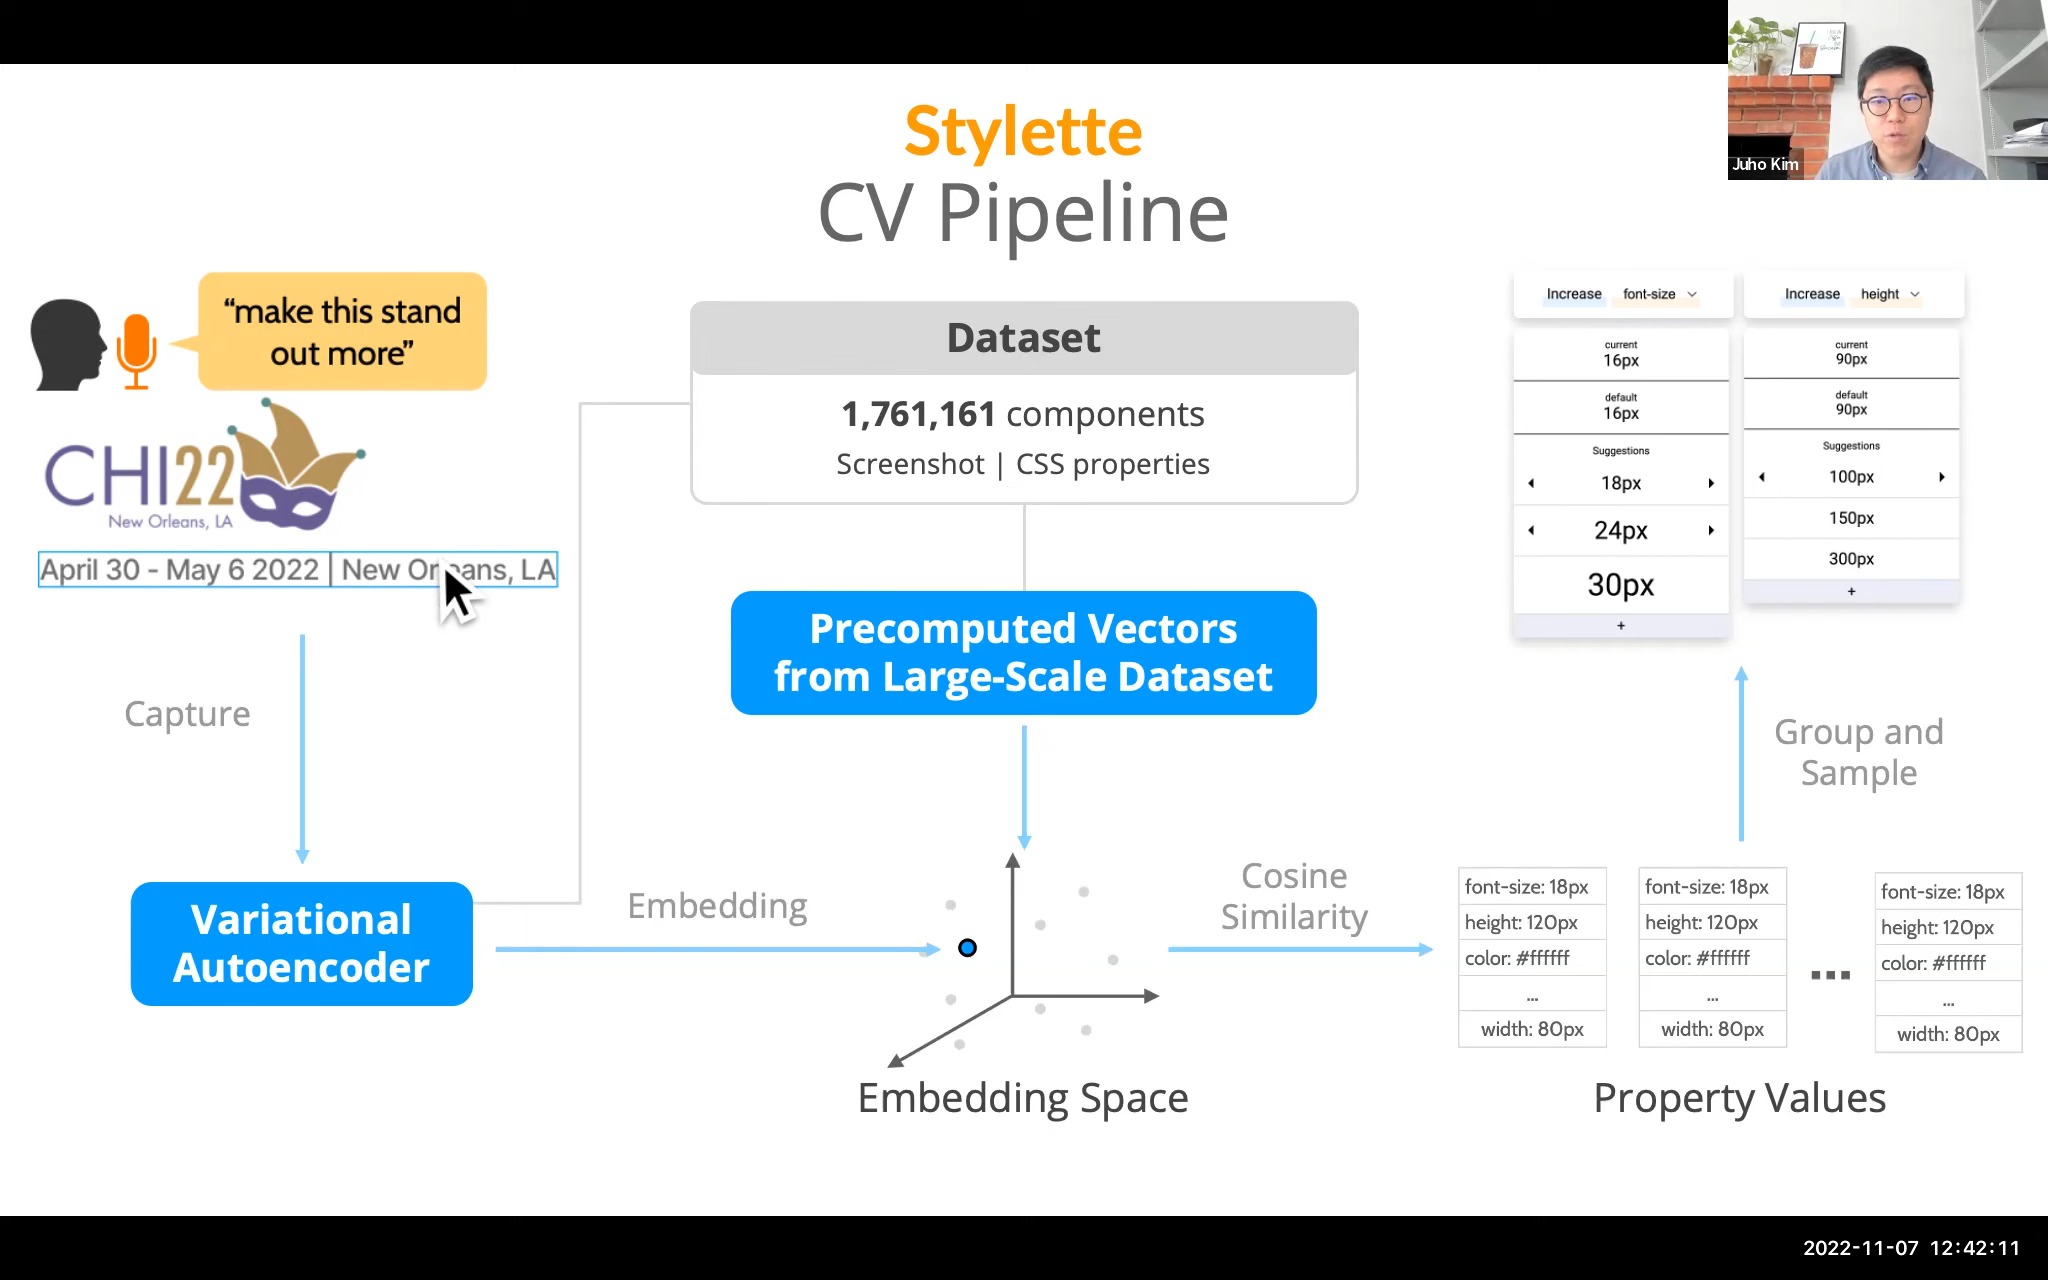 Stylette
CV Pipeline
Juho Kim
“make this stand
out more”
CHI22
New Orleans, LA
April 30 - May 6 2022 | New Or eans, LA
Capture
Variational
Autoencoder
Dataset
1,761,161 components
Screenshot | CSS properties
Precomputed Vectors
from Large-Scale Dataset
Embedding
Embedding Space
Cosine
Similarity
font-size: 18px
height: 120px
color: #ffffff
...
width: 80px
font-size: 18px
height: 120px
color: #ffffff
...
width: 80px
...
font-size: 18px
height: 120px
color: #ffffff
...
width: 80px
Property Values
Group and
Sample
Increase font-size
current
16px
default
16px
Suggestions
18px
24px
30px
+
Increase height
current
90px
default
90px
Suggestions
100px
150px
300px
+
2022-11-07 12:42:11